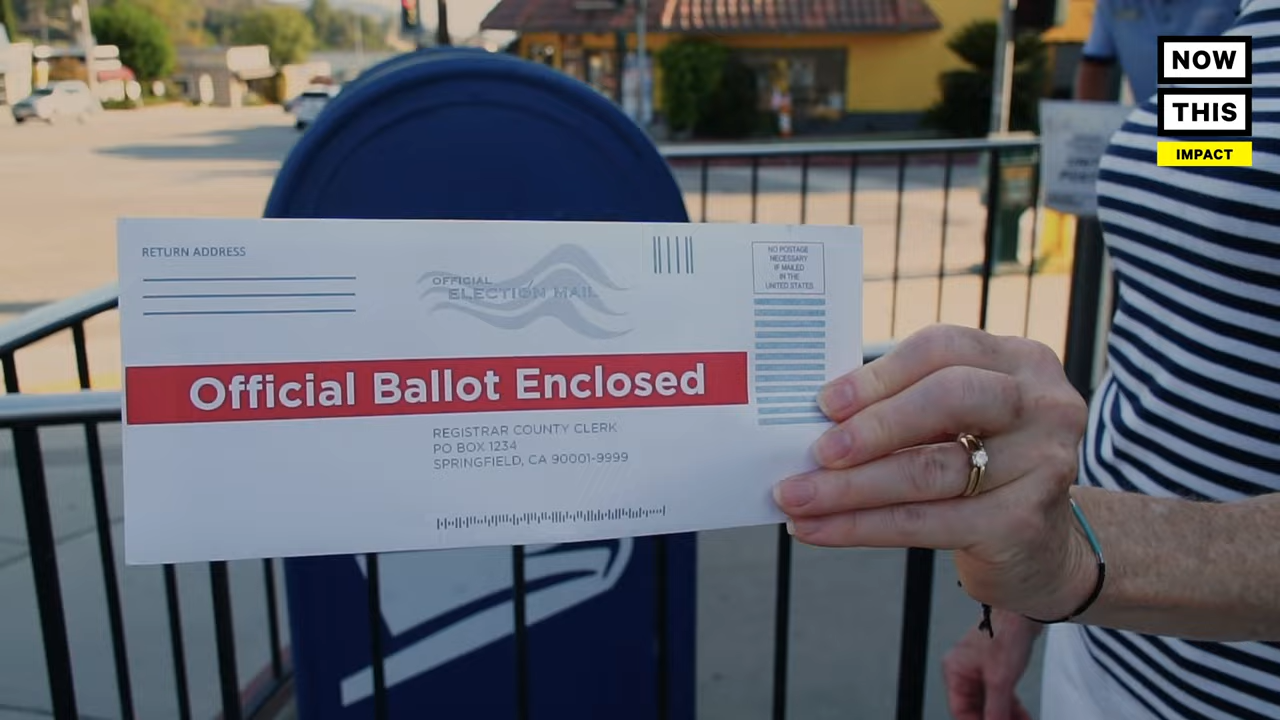 NOW
THIS
IMPACT
RETURN ADDRESS
OFFICIAL
ELECTION MAIL
NO POSTAGE
NECESSARY
IF MAILED
IN THE
UNITED STATES
Official Ballot Enclosed
REGISTRAR COUNTY CLERK
PO BOX 1234
SPRINGFIELD, CA 90001-9999